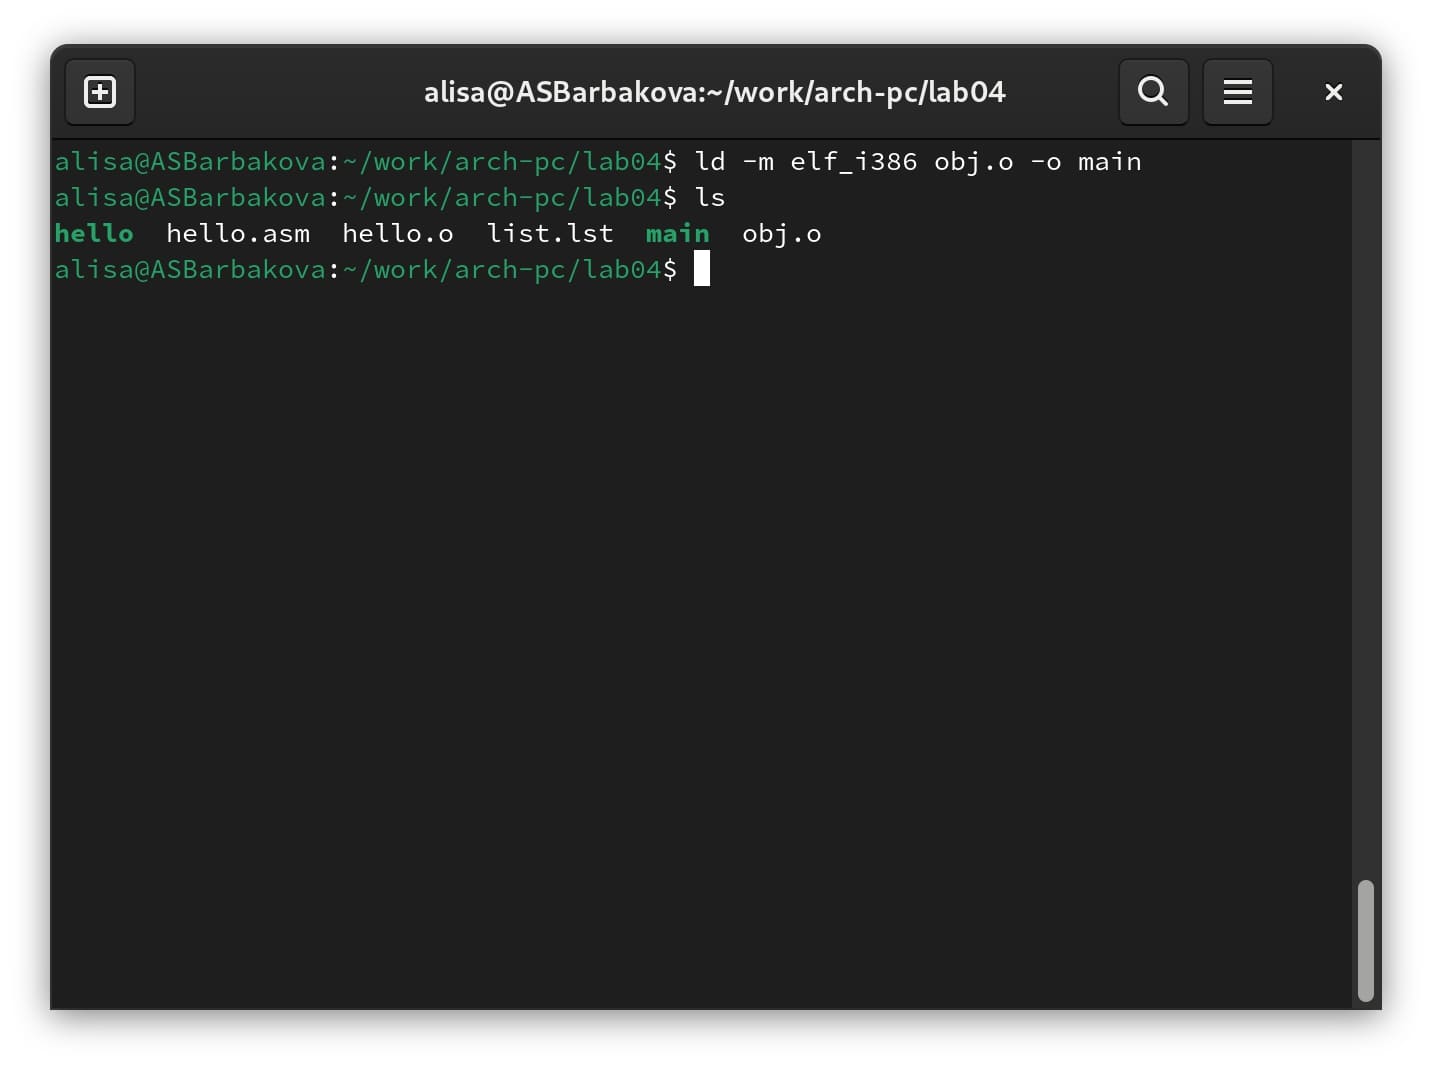 alisa@ASBarbakova:~/work/arch-pc/lab04
alisa@ASBarbakova:~/work/arch-pc/lab04$ ld -m elf_i386 obj.o -o main
alisa@ASBarbakova:~/work/arch-pc/lab04$ ls
hello  hello.asm  hello.o  list.lst  main  obj.o
alisa@ASBarbakova:~/work/arch-pc/lab04$